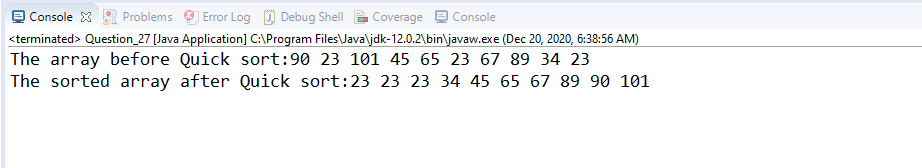 Console Problems Error Log Debug Shell Coverage Console
<terminated> Question_27 [Java Application] C:\Program Files\Java\jdk-12.0.2\bin\javaw.exe (Dec 20, 2020, 6:38:56 AM)
The array before Quick sort:90 23 101 45 65 23 67 89 34 23
The sorted array after Quick sort:23 23 23 34 45 65 67 89 90 101